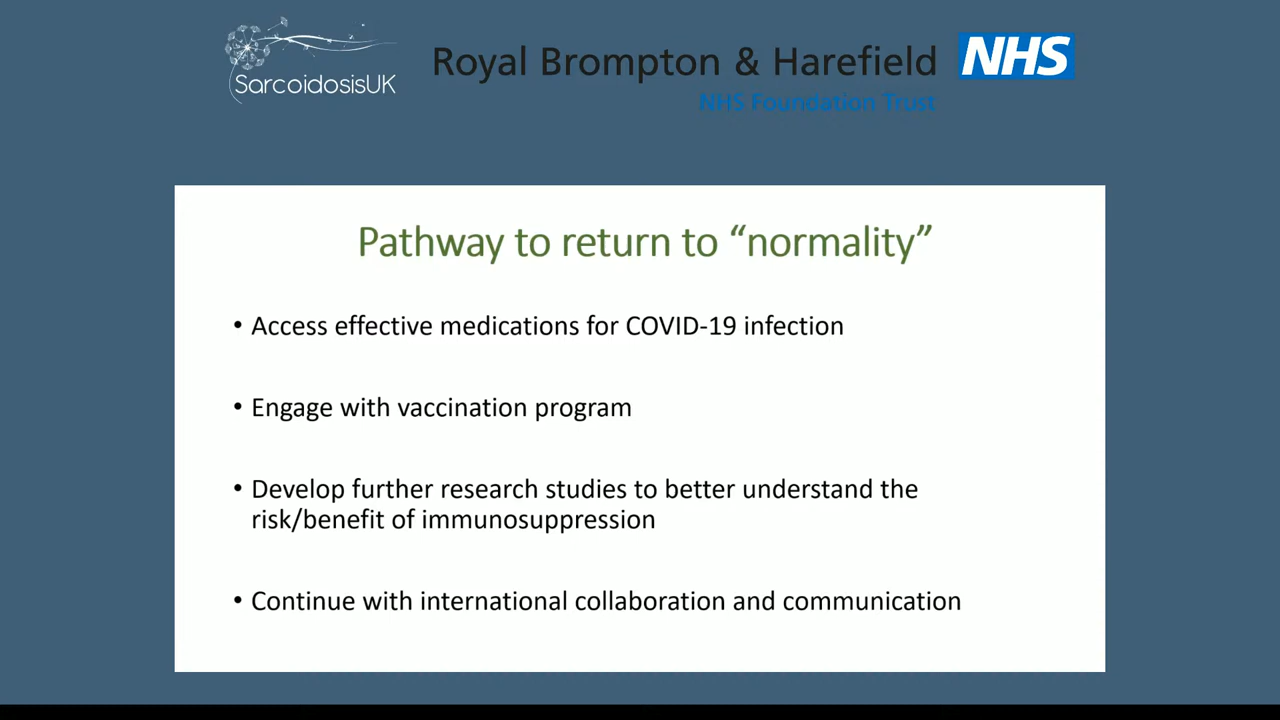 SarcoidosisUK
Royal Brompton & Harefield NHS
NHS Foundation Trust
Pathway to return to “normality”
• Access effective medications for COVID-19 infection
• Engage with vaccination program
• Develop further research studies to better understand the
risk/benefit of immunosuppression
• Continue with international collaboration and communication